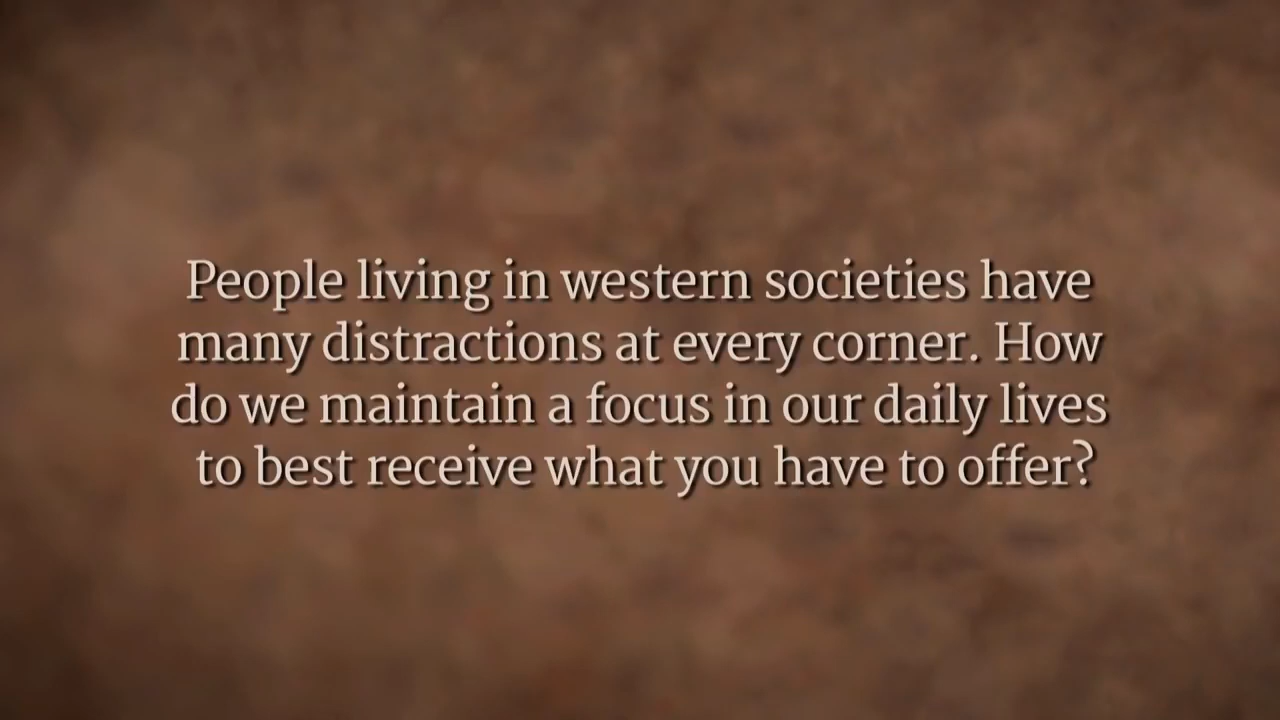 People living in western societies have
many distractions at every corner. How
do we maintain a focus in our daily lives
to best receive what you have to offer?